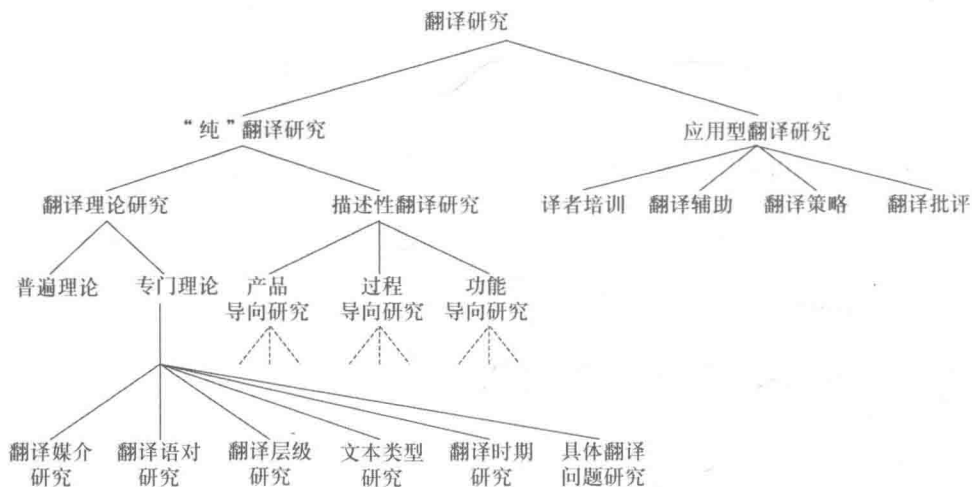 翻译研究
“纯”翻译研究
应用型翻译研究
翻译理论研究
描述性翻译研究
译者培训
翻译辅助
翻译策略
翻译批评
普遍理论
专门理论
产品
导向研究
过程
导向研究
功能
导向研究
翻译媒介
研究
翻译语对
研究
翻译层级
研究
文本类型
研究
翻译时期
研究
具体翻译
问题研究